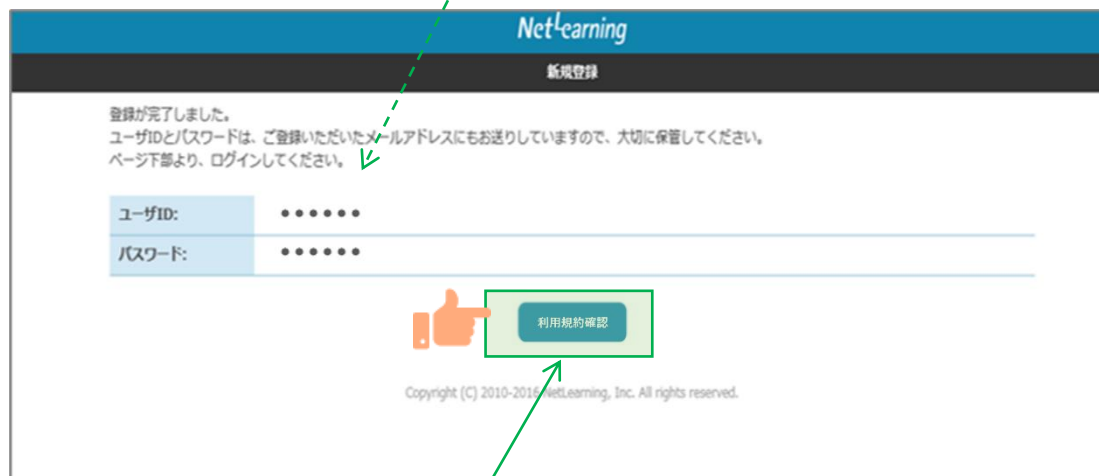 NetLearning
新規登録
登録が完了しました。
ユーザIDとパスワードは、ご登録いただいたメールアドレスにもお送りしていますので、大切に保管してください。
ページ下部より、ログインしてください。
ユーザID: ●●●●●●
パスワード: ●●●●●●
利用規約確認
Copyright (C) 2010-2016 NetLearning, Inc. All rights reserved.